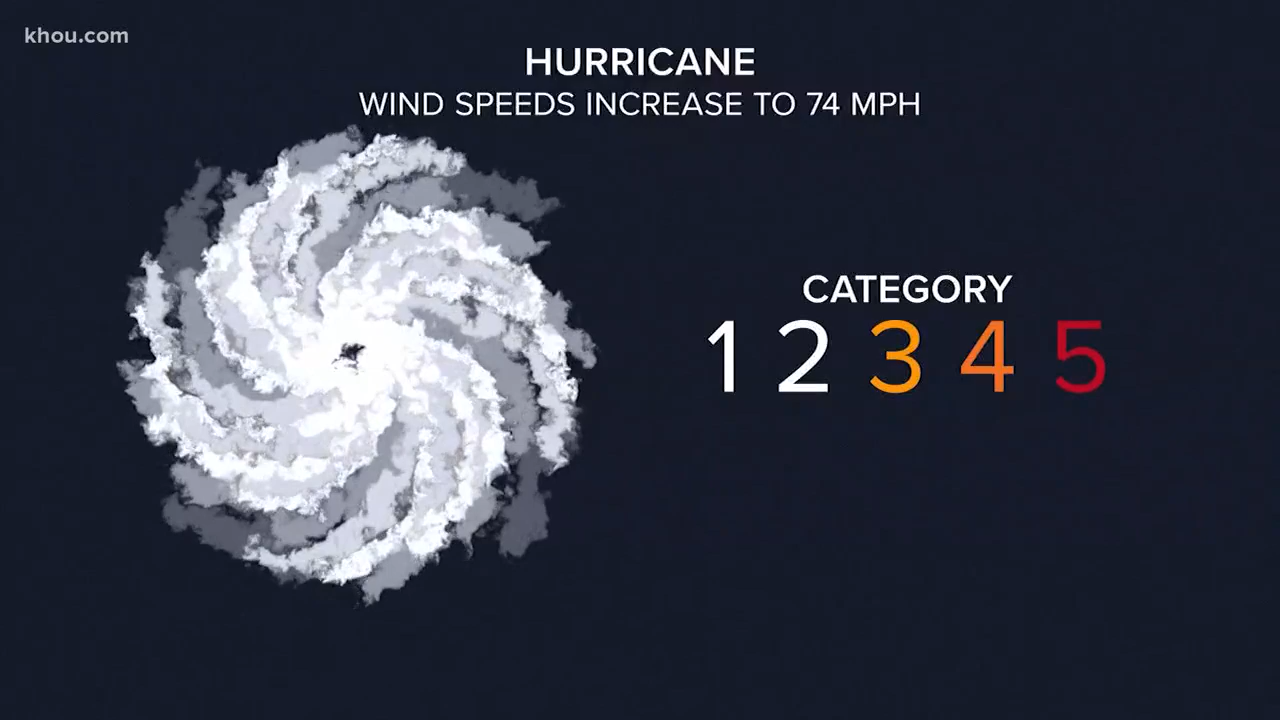 khou.com
HURRICANE
WIND SPEEDS INCREASE TO 74 MPH
CATEGORY
1 2 3 4 5